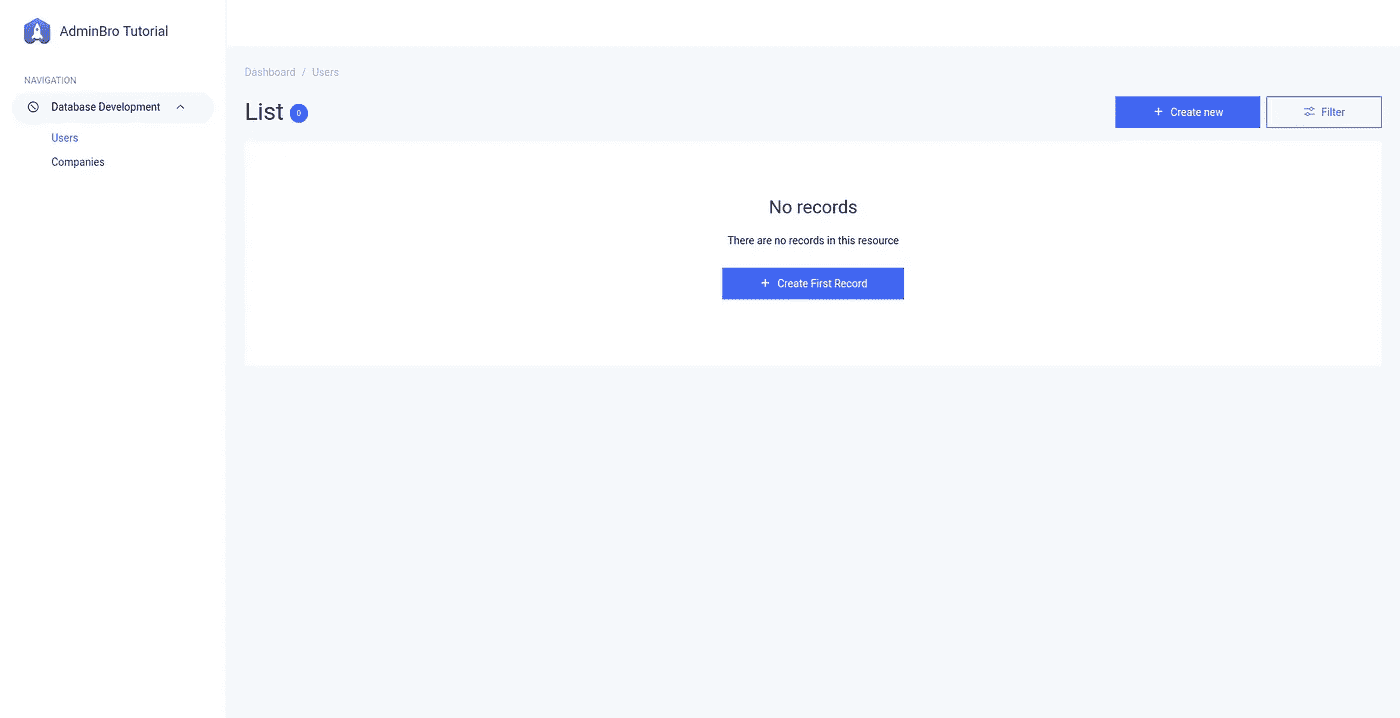 AdminBro Tutorial
NAVIGATION
Database Development
Users
Companies
Dashboard / Users
List 0
Create new
Filter
No records
There are no records in this resource
Create First Record